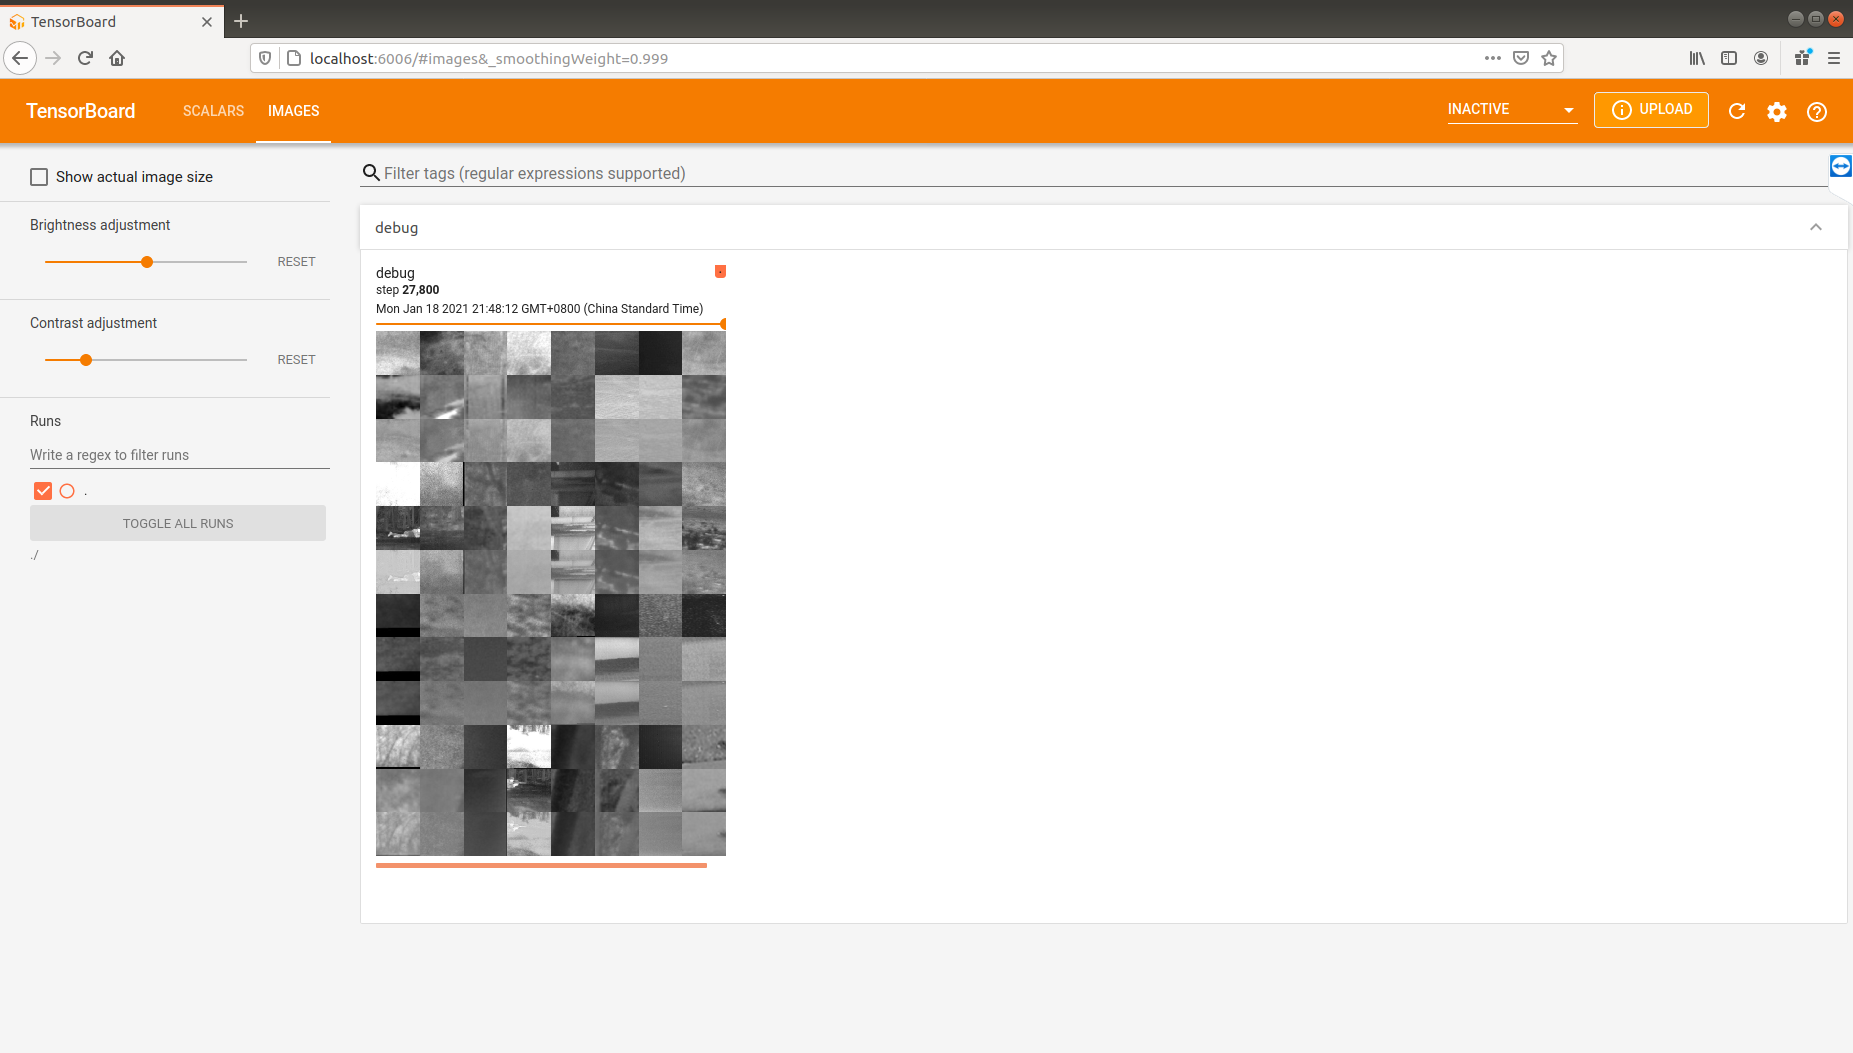 TensorBoard
localhost:6006/#images&_smoothingWeight=0.999
TensorBoard
SCALARS
IMAGES
INACTIVE
UPLOAD
Show actual image size
Filter tags (regular expressions supported)
Brightness adjustment
RESET
Contrast adjustment
RESET
Runs
Write a regex to filter runs
.
TOGGLE ALL RUNS
./
debug
debug
step 27,800
Mon Jan 18 2021 21:48:12 GMT+0800 (China Standard Time)